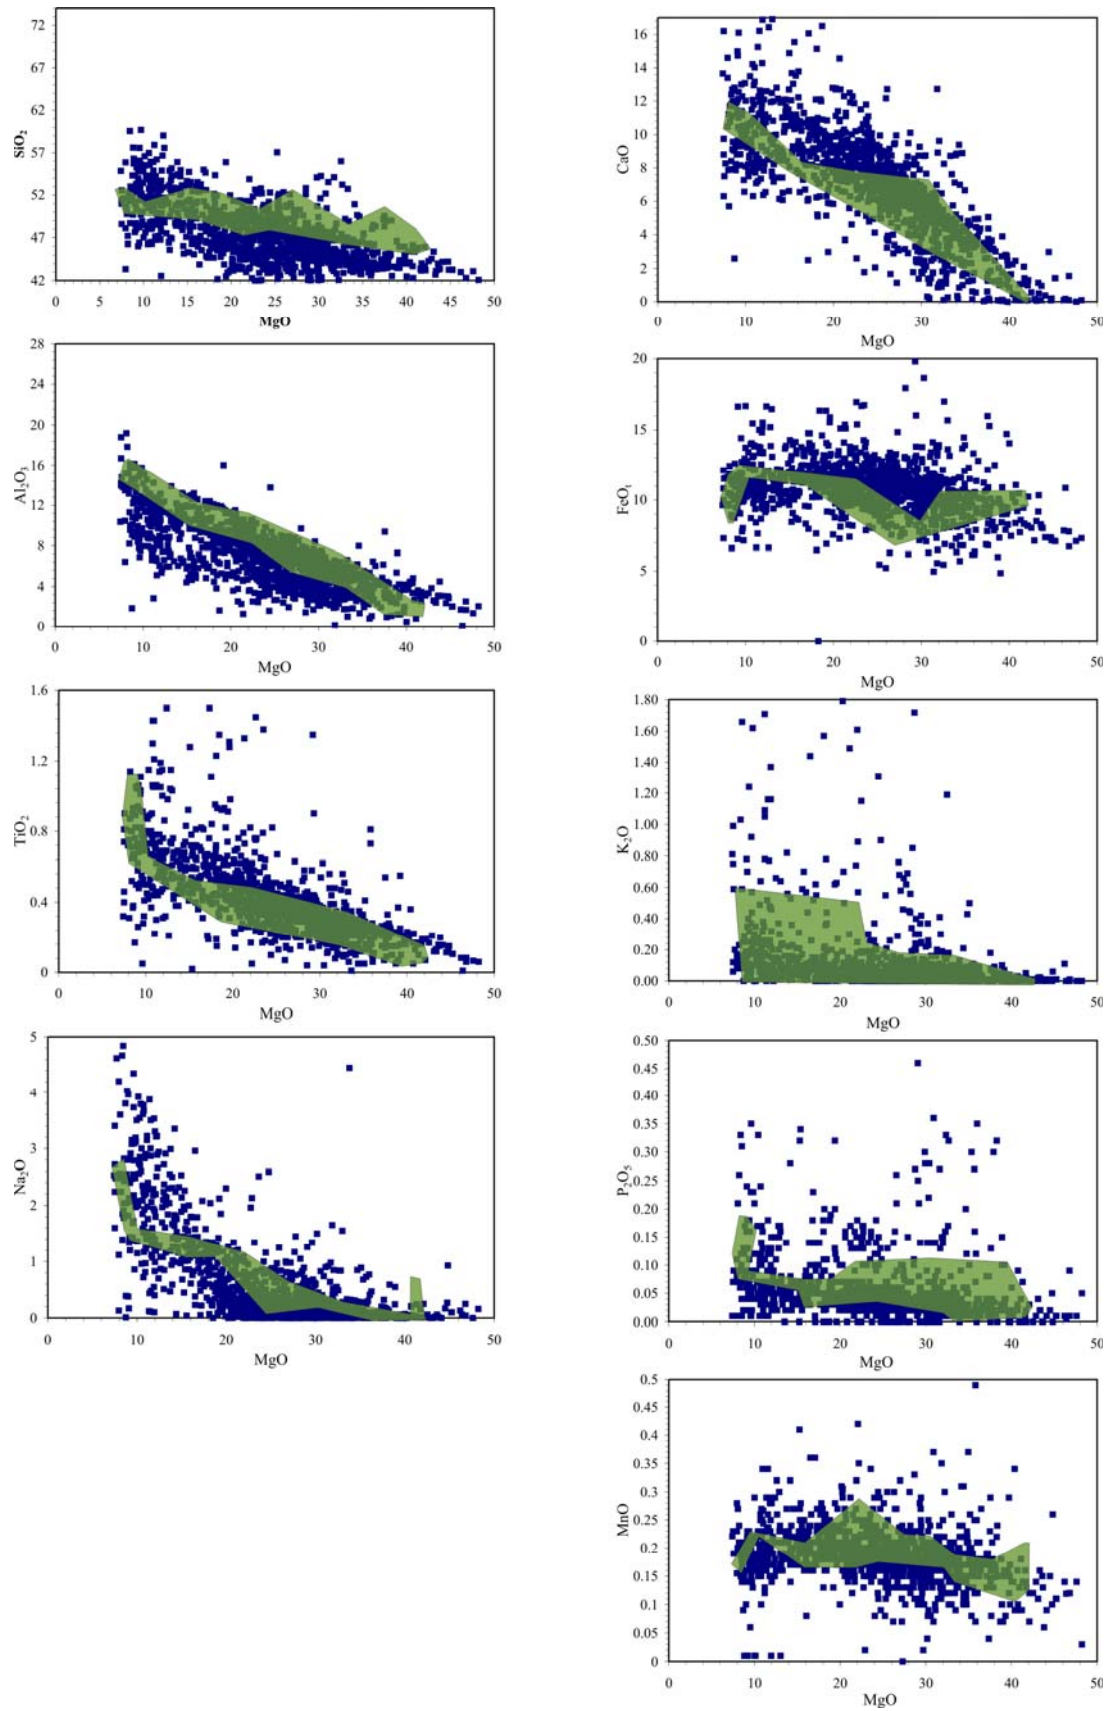 72
67
62
57
52
47
42
SiO₂
0 5 10 15 20 25 30 35 40 45 50
MgO
16
14
12
10
8
6
4
2
0
CaO
0 10 20 30 40 50
MgO
28
24
20
16
12
8
4
0
Al₂O₃
0 10 20 30 40 50
MgO
20
15
10
5
0
FeOₜ
0 10 20 30 40 50
MgO
1.6
1.2
0.8
0.4
0
TiO₂
0 10 20 30 40 50
MgO
1.80
1.60
1.40
1.20
1.00
0.80
0.60
0.40
0.20
0.00
K₂O
0 10 20 30 40 50
MgO
5
4
3
2
1
0
Na₂O
0 10 20 30 40 50
MgO
0.50
0.45
0.40
0.35
0.30
0.25
0.20
0.15
0.10
0.05
0.00
P₂O₅
0 10 20 30 40 50
MgO
0.5
0.45
0.4
0.35
0.3
0.25
0.2
0.15
0.1
0.05
0
MnO
0 10 20 30 40 50
MgO